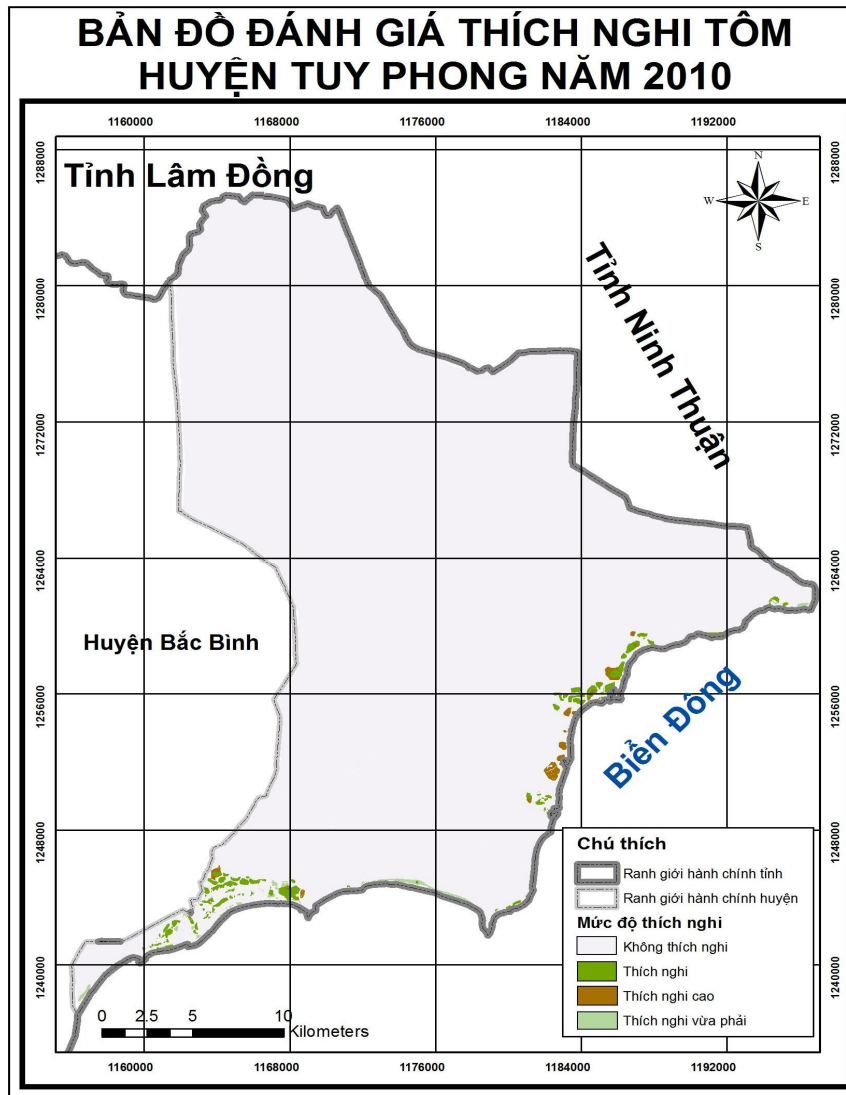 BẢN ĐỒ ĐÁNH GIÁ THÍCH NGHI TÔM
HUYỆN TUY PHONG NĂM 2010
1160000 1168000 1176000 1184000 1192000
1288000 1288000
Tỉnh Lâm Đồng
N
W E
S
Tỉnh Ninh Thuận
1280000 1280000
1272000 1272000
1264000 1264000
Huyện Bắc Bình
1256000 1256000
Biển Đông
1248000 1248000
Chú thích
Ranh giới hành chính tỉnh
Ranh giới hành chính huyện
Mức độ thích nghi
Không thích nghi
Thích nghi
Thích nghi cao
Thích nghi vừa phải
1240000 1240000
0 2.5 5 10
Kilometers
1160000 1168000 1176000 1184000 1192000